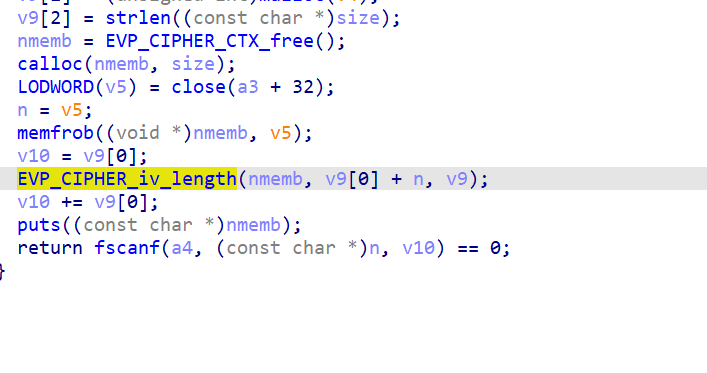 v9[2] = strlen((const char *)size);
nmemb = EVP_CIPHER_CTX_free();
calloc(nmemb, size);
LODWORD(v5) = close(a3 + 32);
n = v5;
memfrob((void *)nmemb, v5);
v10 = v9[0];
EVP_CIPHER_iv_length(nmemb, v9[0] + n, v9);
v10 += v9[0];
puts((const char *)nmemb);
return fscanf(a4, (const char *)n, v10) == 0;
}